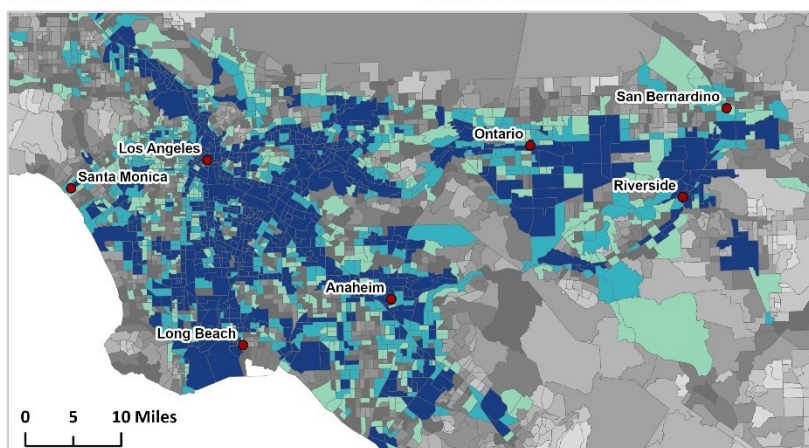 San Bernardino
Ontario
Los Angeles
Santa Monica
Riverside
Anaheim
Long Beach
0 5 10 Miles